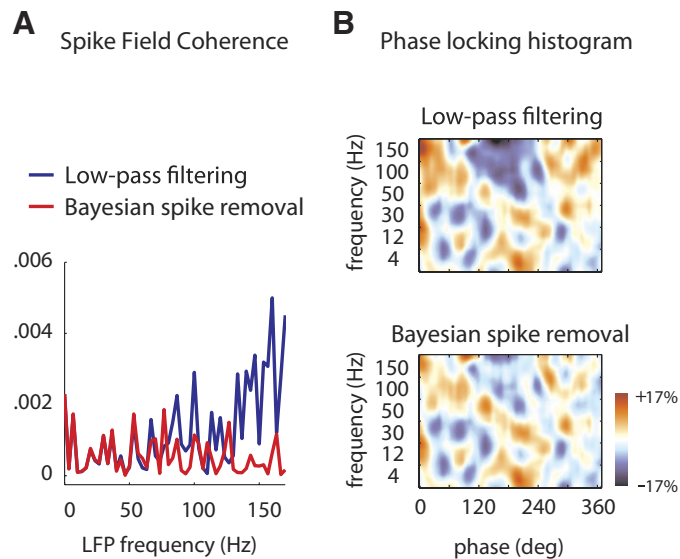 A
Spike Field Coherence
Low-pass filtering
Bayesian spike removal
.006
.004
.002
0
0 50 100 150
LFP frequency (Hz)
B
Phase locking histogram
Low-pass filtering
frequency (Hz)
150
100
50
30
12
4
Bayesian spike removal
frequency (Hz)
150
100
50
30
12
4
0 120 240 360
phase (deg)
+17%
−17%